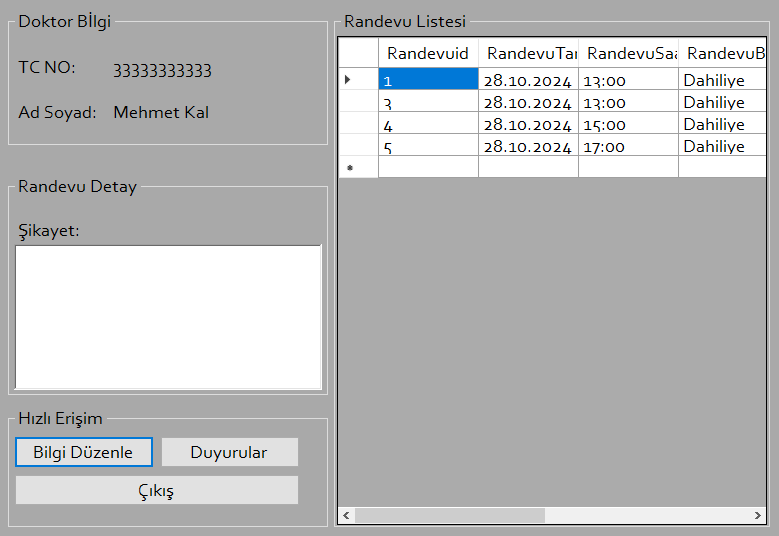 Doktor Bİlgi
TC NO: 33333333333
Ad Soyad: Mehmet Kal
Randevu Detay
Şikayet:
Hızlı Erişim
Bilgi Düzenle Duyurular
Çıkış
Randevu Listesi
Randevuid RandevuTar RandevuSaa RandevuB
1 28.10.2024 13:00 Dahiliye
3 28.10.2024 13:00 Dahiliye
4 28.10.2024 15:00 Dahiliye
5 28.10.2024 17:00 Dahiliye